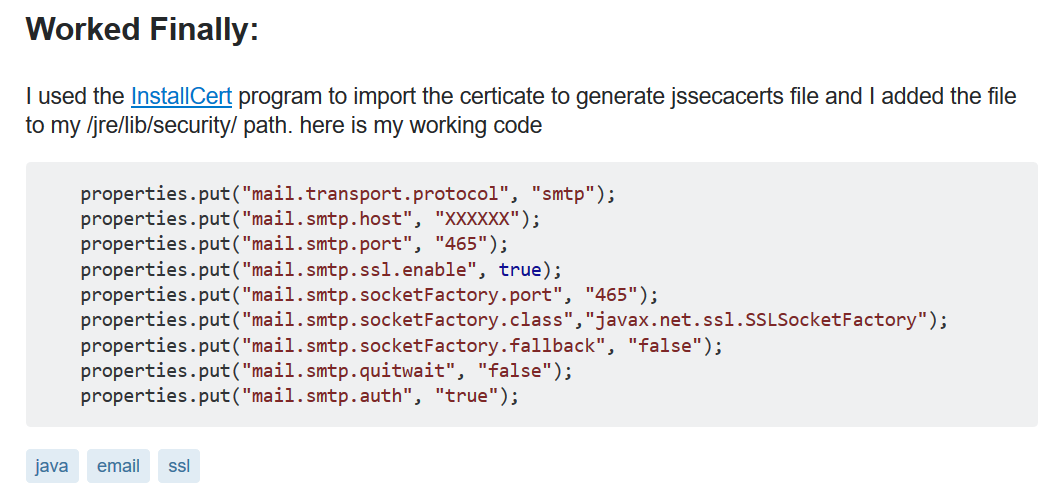 Worked Finally:
I used the InstallCert program to import the certicate to generate jssecacerts file and I added the file
to my /jre/lib/security/ path. here is my working code
properties.put("mail.transport.protocol", "smtp");
properties.put("mail.smtp.host", "XXXXXX");
properties.put("mail.smtp.port", "465");
properties.put("mail.smtp.ssl.enable", true);
properties.put("mail.smtp.socketFactory.port", "465");
properties.put("mail.smtp.socketFactory.class","javax.net.ssl.SSLSocketFactory");
properties.put("mail.smtp.socketFactory.fallback", "false");
properties.put("mail.smtp.quitwait", "false");
properties.put("mail.smtp.auth", "true");
java email ssl